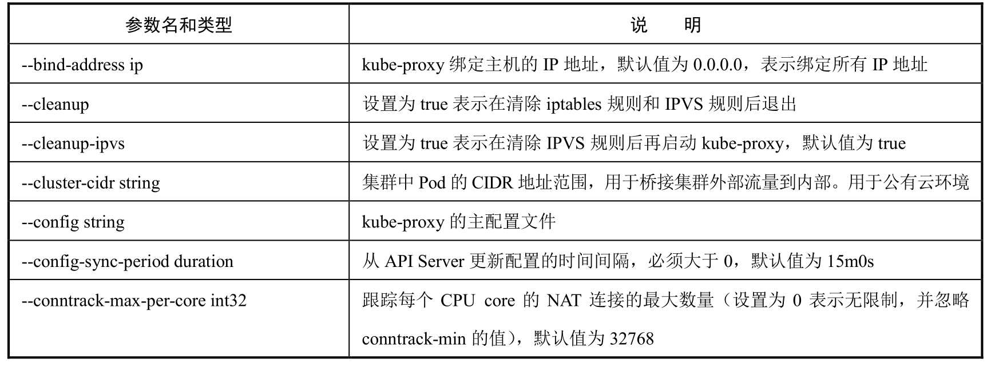 参数名和类型 说 明
--bind-address ip kube-proxy 绑定主机的 IP 地址，默认值为 0.0.0.0，表示绑定所有 IP 地址
--cleanup 设置为 true 表示在清除 iptables 规则和 IPVS 规则后退出
--cleanup-ipvs 设置为 true 表示在清除 IPVS 规则后再启动 kube-proxy，默认值为 true
--cluster-cidr string 集群中 Pod 的 CIDR 地址范围，用于桥接集群外部流量到内部。用于公有云环境
--config string kube-proxy 的主配置文件
--config-sync-period duration 从 API Server 更新配置的时间间隔，必须大于 0，默认值为 15m0s
--conntrack-max-per-core int32 跟踪每个 CPU core 的 NAT 连接的最大数量（设置为 0 表示无限制，并忽略
conntrack-min 的值），默认值为 32768